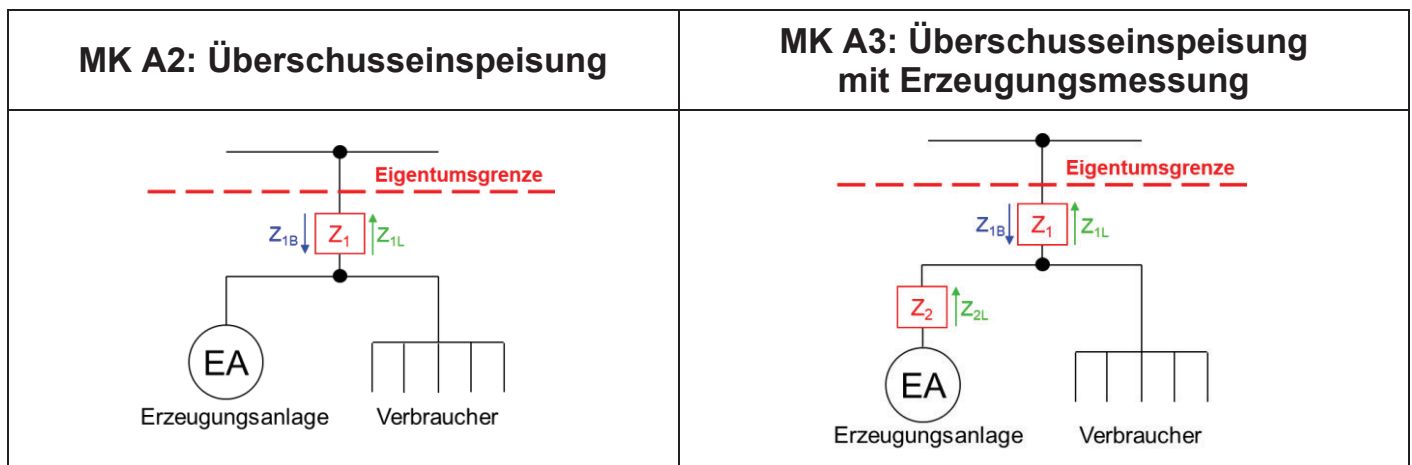 MK A2: Überschusseinspeisung
MK A3: Überschusseinspeisung
mit Erzeugungsmessung
Eigentumsgrenze
Z1B
Z1
Z1L
EA
Erzeugungsanlage
Verbraucher
Eigentumsgrenze
Z1B
Z1
Z1L
Z2
Z2L
EA
Erzeugungsanlage
Verbraucher